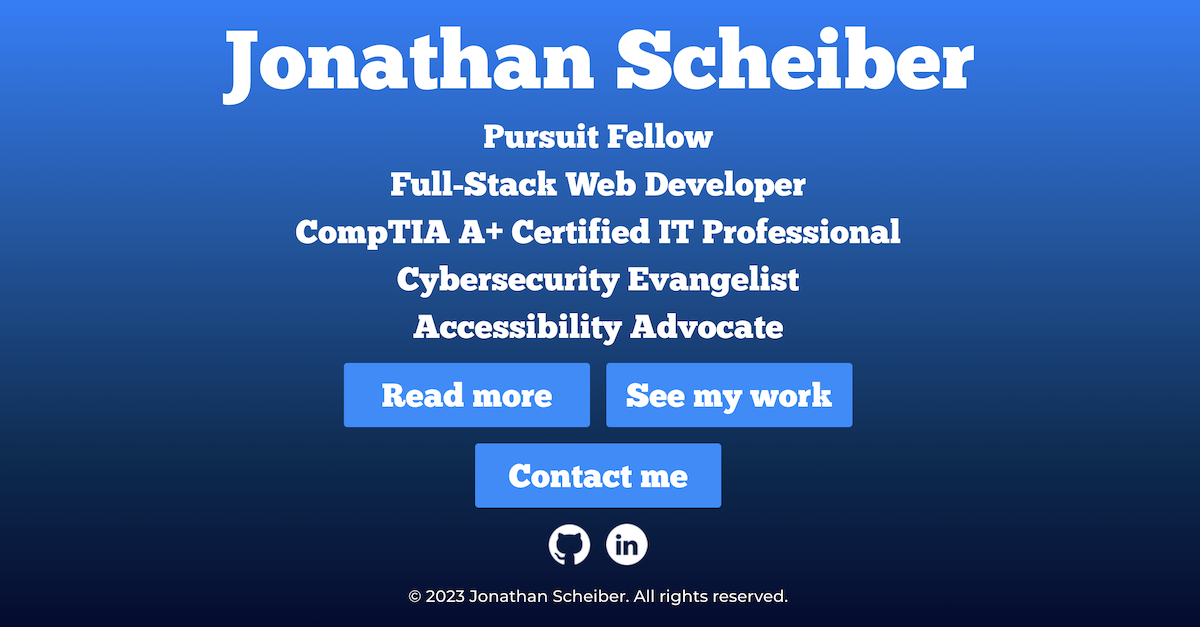 Jonathan Scheiber
Pursuit Fellow
Full-Stack Web Developer
CompTIA A+ Certified IT Professional
Cybersecurity Evangelist
Accessibility Advocate
Read more
See my work
Contact me
in
© 2023 Jonathan Scheiber. All rights reserved.